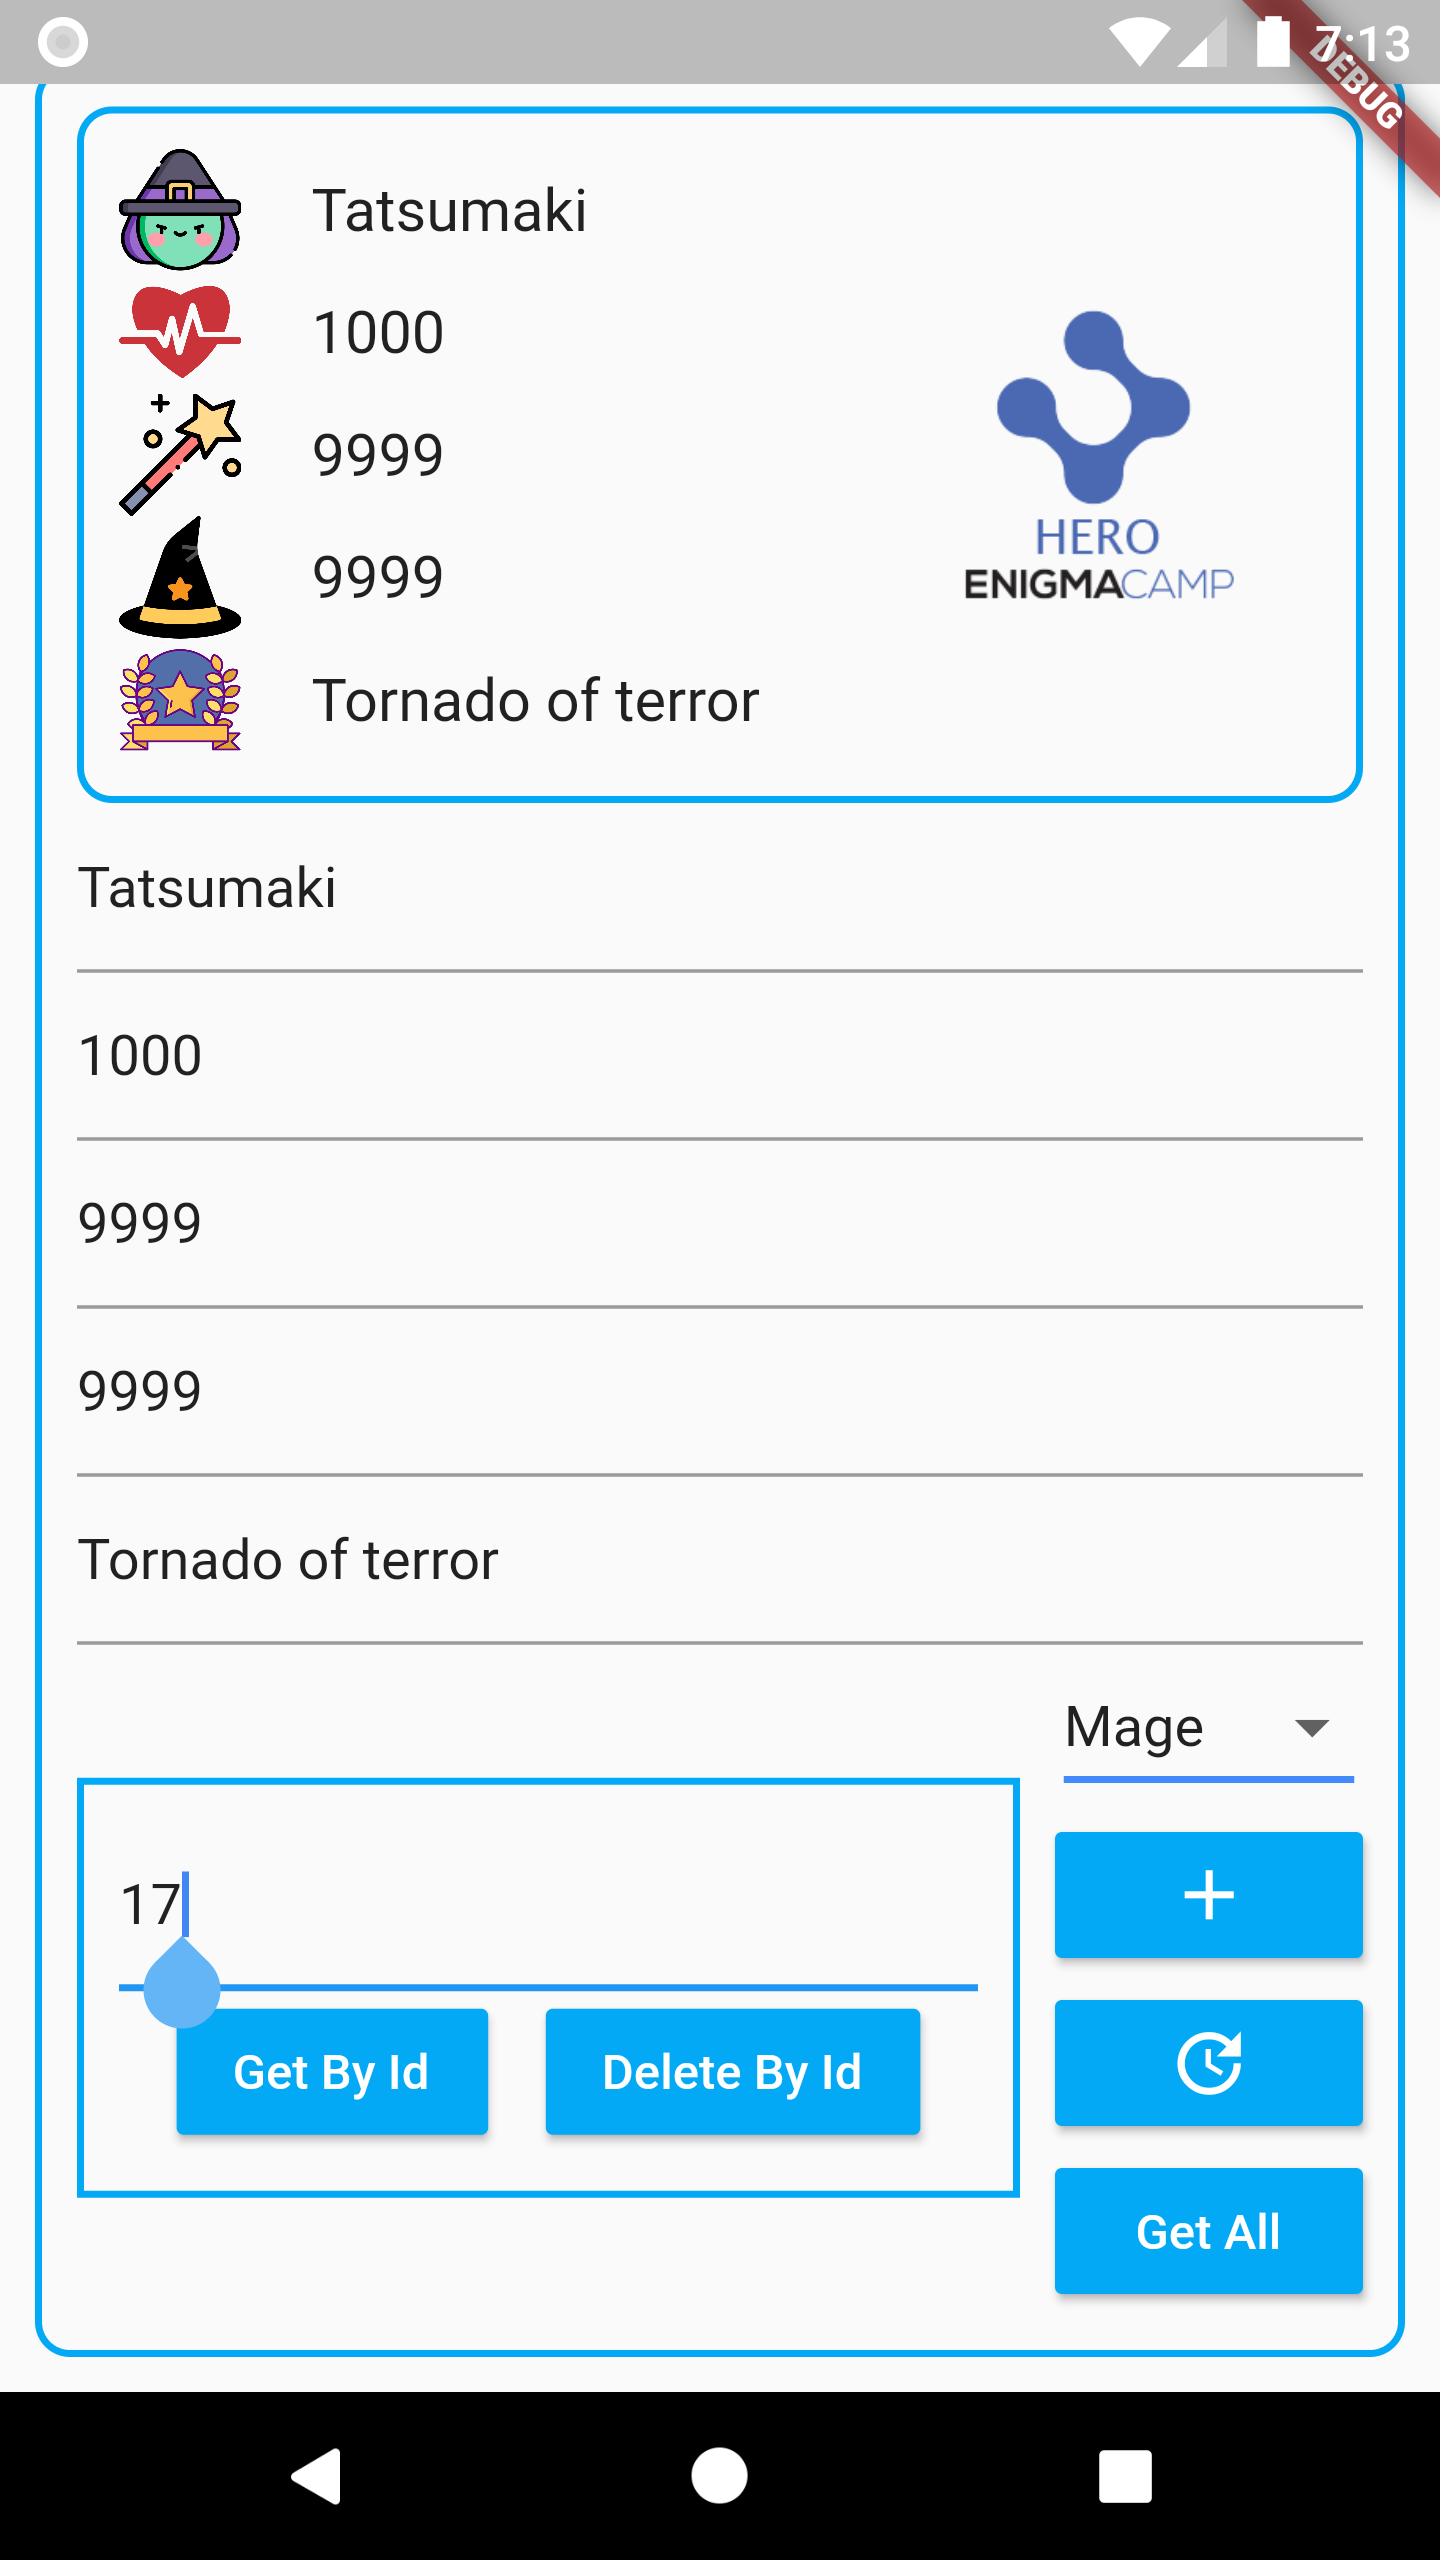 7:13
DEBUG
Tatsumaki
1000
9999
9999
Tornado of terror
HERO
ENIGMACAMP
Tatsumaki
1000
9999
9999
Tornado of terror
Mage
17
Get By Id
Delete By Id
Get All